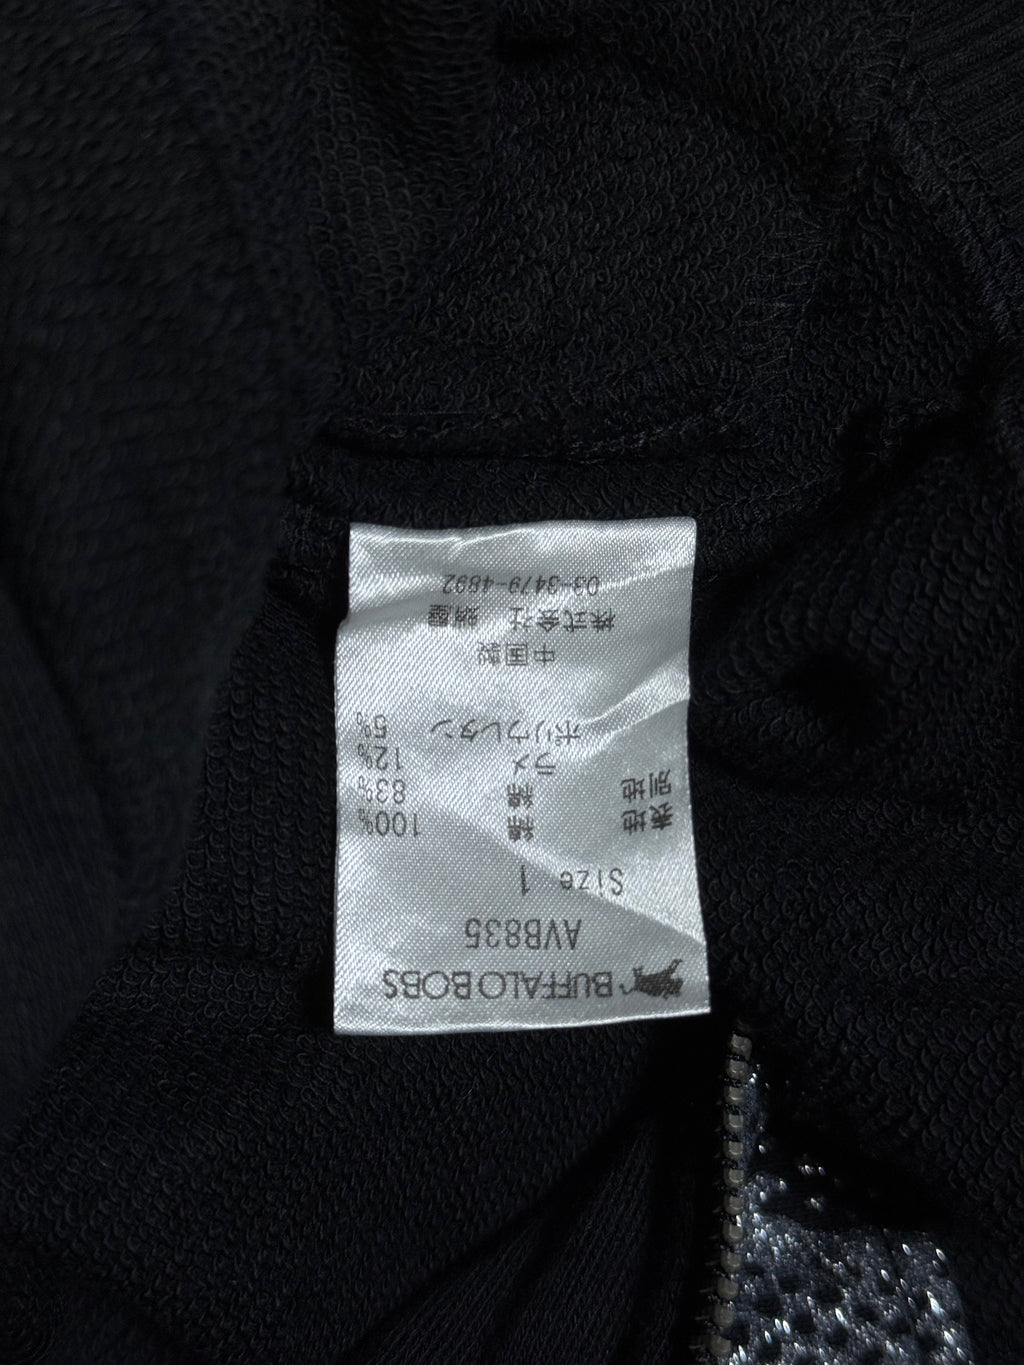 BUFFALO BOBS
AVB835
Size 1
表地 綿 100%
別地 綿 83%
ラメ 12%
ポリウレタン 5%
中国製
株式会社
03-3479-4892